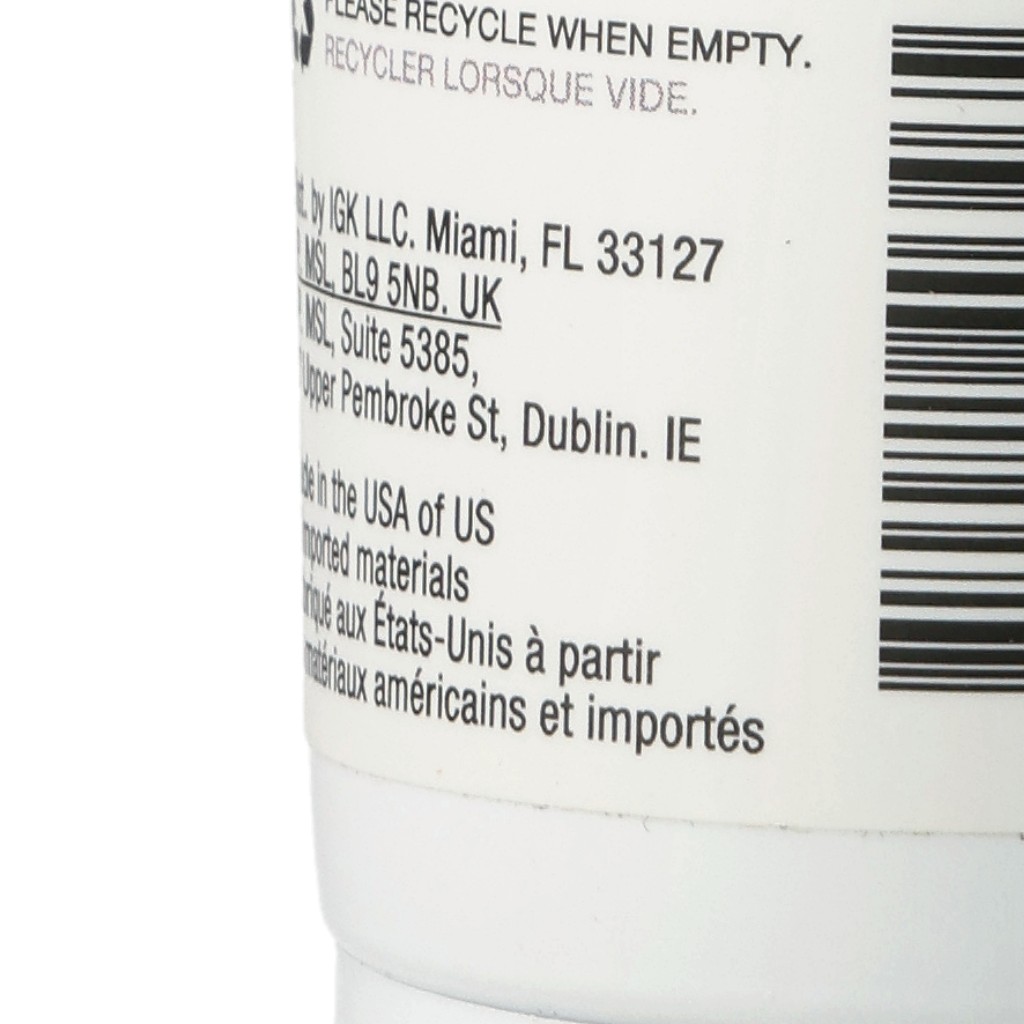 PLEASE RECYCLE WHEN EMPTY.
RECYCLER LORSQUE VIDE.
by IGK LLC. Miami, FL 33127
MSL, BL9 5NB. UK
MSL, Suite 5385,
Upper Pembroke St, Dublin. IE
in the USA of US
materials
aux États-Unis à partir
matériaux américains et importés